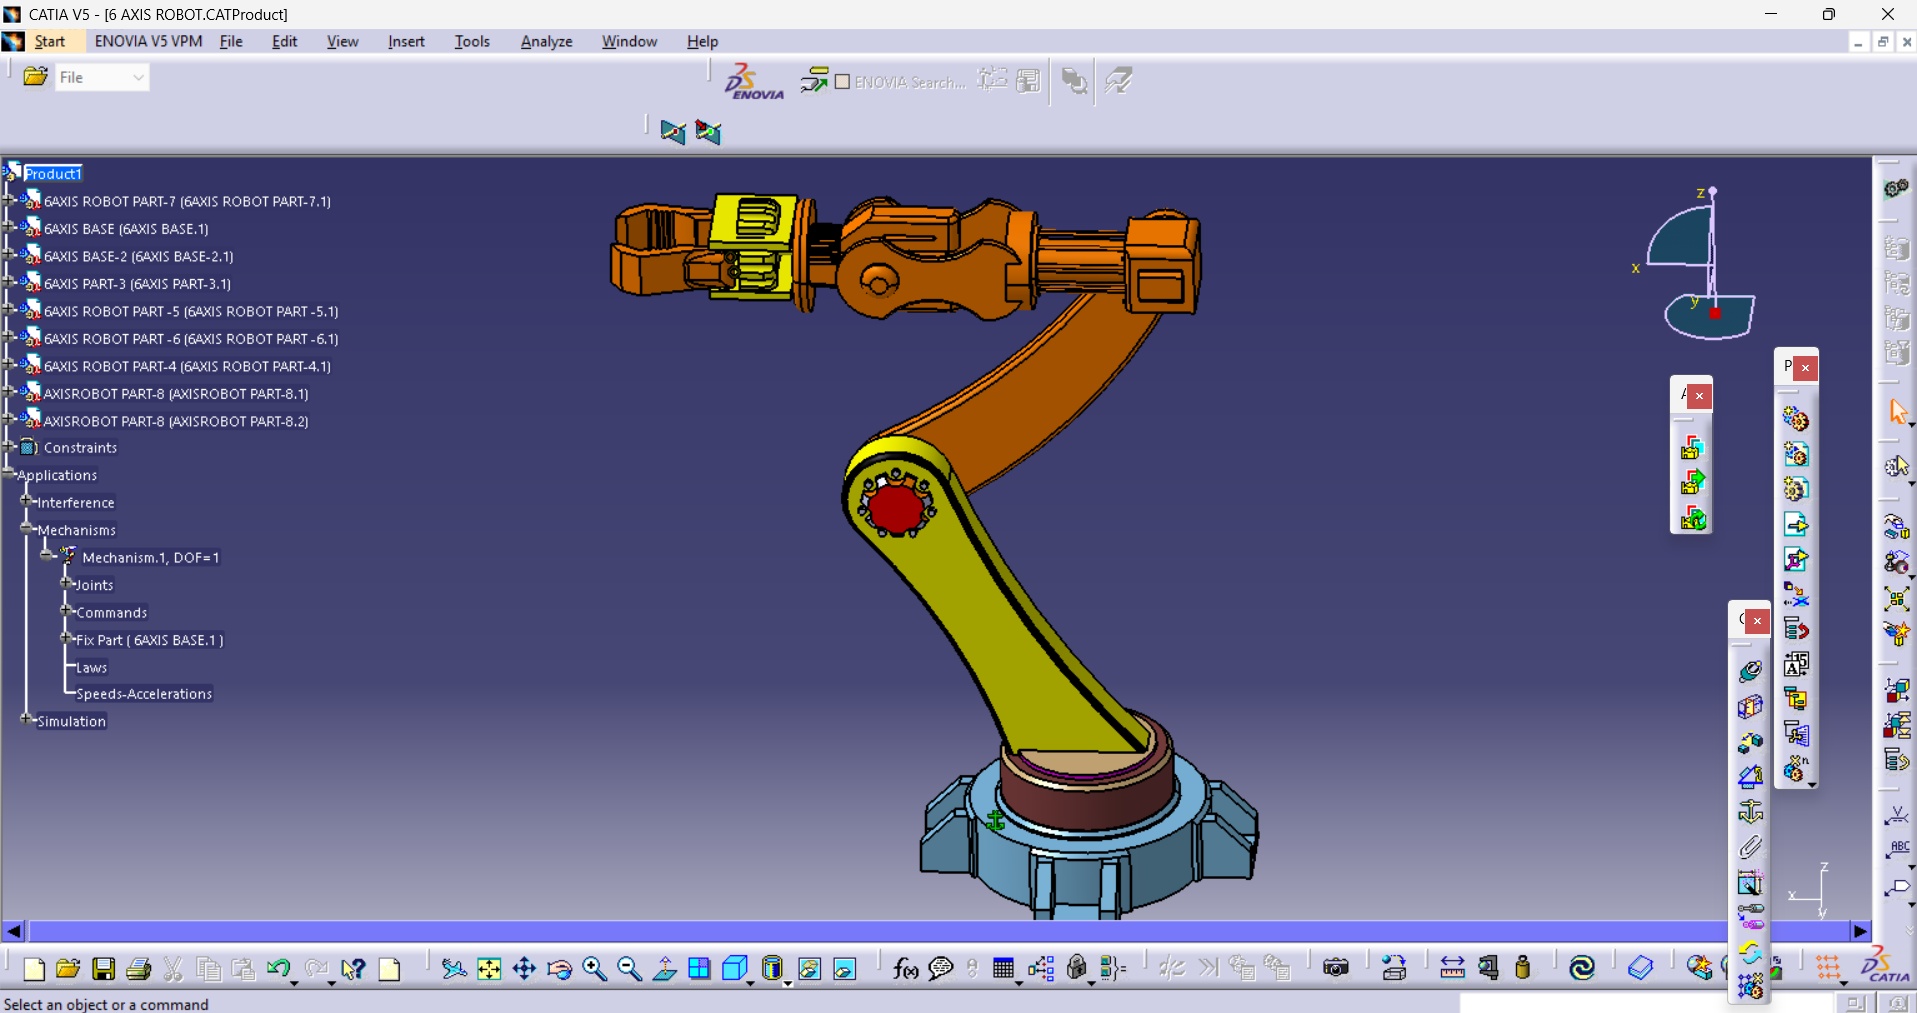 CATIA V5 - [6 AXIS ROBOT.CATProduct]
Start ENOVIA V5 VPM File Edit View Insert Tools Analyze Window Help
File
ENOVIA
ENOVIA Search...
Product1
6AXIS ROBOT PART-7 (6AXIS ROBOT PART-7.1)
6AXIS BASE (6AXIS BASE.1)
6AXIS BASE-2 (6AXIS BASE-2.1)
6AXIS PART-3 (6AXIS PART-3.1)
6AXIS ROBOT PART -5 (6AXIS ROBOT PART -5.1)
6AXIS ROBOT PART -6 (6AXIS ROBOT PART -6.1)
6AXIS ROBOT PART-4 (6AXIS ROBOT PART-4.1)
AXISROBOT PART-8 (AXISROBOT PART-8.1)
AXISROBOT PART-8 (AXISROBOT PART-8.2)
Constraints
Applications
Interference
Mechanisms
Mechanism.1, DOF=1
Joints
Commands
Fix Part ( 6AXIS BASE.1 )
Laws
Speeds-Accelerations
Simulation
z
x
y
P
A
15
A
n
ABC
z
x
y
f(x)
CATIA
Select an object or a command